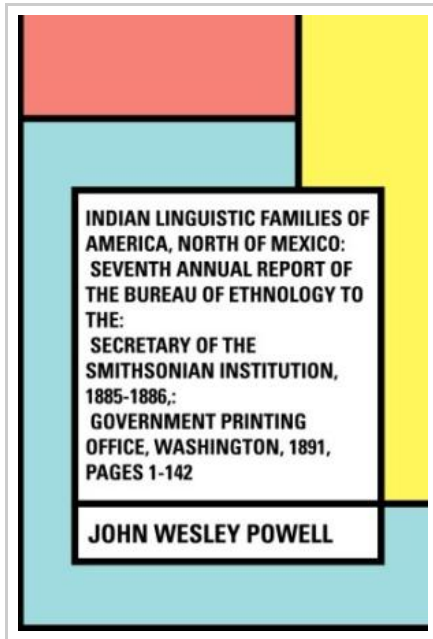 INDIAN LINGUISTIC FAMILIES OF
AMERICA, NORTH OF MEXICO:
SEVENTH ANNUAL REPORT OF
THE BUREAU OF ETHNOLOGY TO
THE:
SECRETARY OF THE
SMITHSONIAN INSTITUTION,
1885-1886,:
GOVERNMENT PRINTING
OFFICE, WASHINGTON, 1891,
PAGES 1-142
JOHN WESLEY POWELL